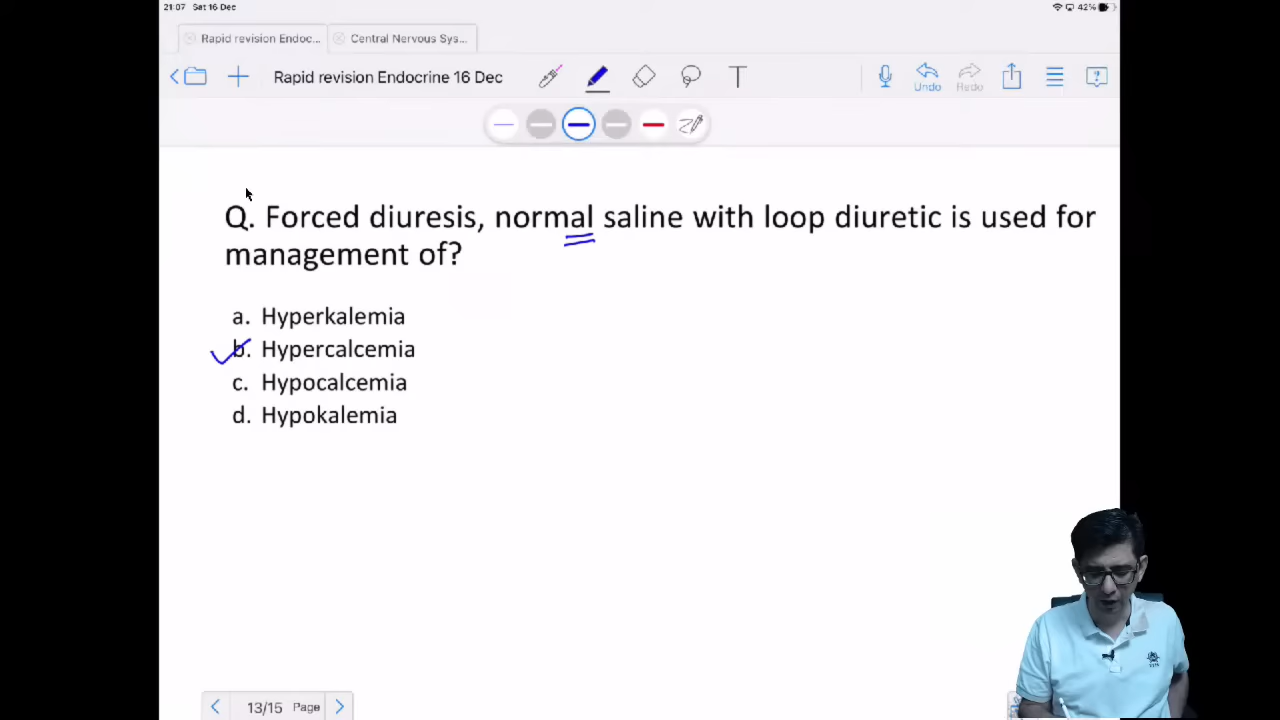 21:07 Sat 16 Dec
42%
Rapid revision Endoc...
Central Nervous Sys...
Rapid revision Endocrine 16 Dec
T
Undo
Redo
Q. Forced diuresis, normal saline with loop diuretic is used for
management of?
a. Hyperkalemia
b. Hypercalcemia
c. Hypocalcemia
d. Hypokalemia
13/15 Page